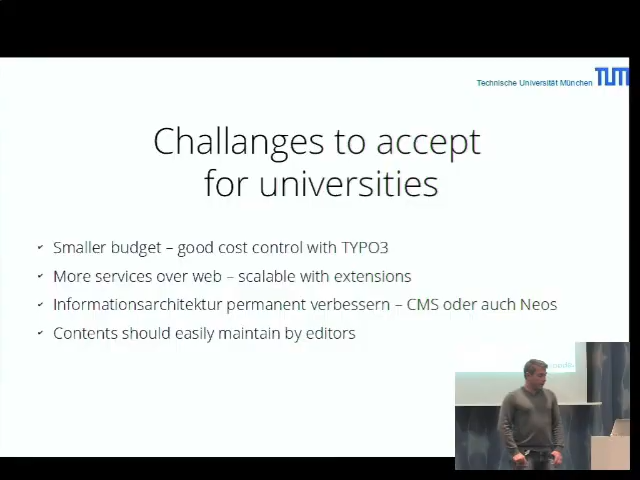 Technische Universität München
TUM
Challanges to accept
for universities
Smaller budget – good cost control with TYPO3
More services over web – scalable with extensions
Informationsarchitektur permanent verbessern – CMS oder auch Neos
Contents should easily maintain by editors